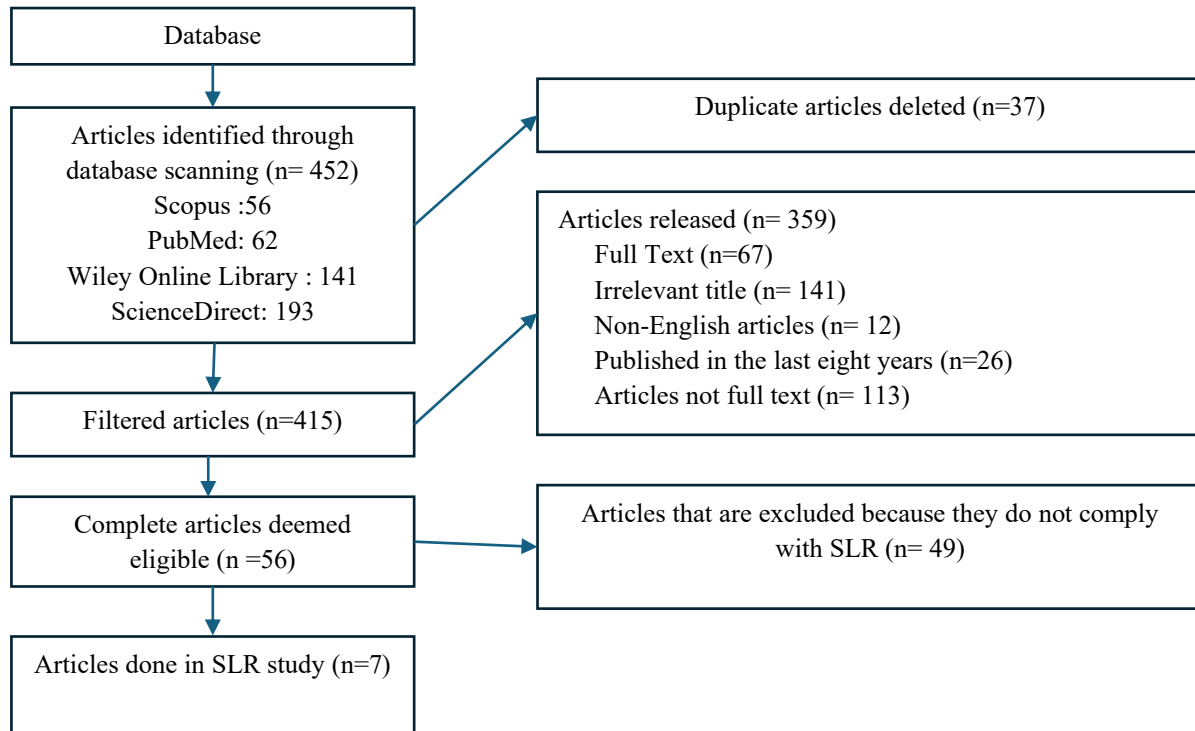 Database
Articles identified through
database scanning (n= 452)
Scopus :56
PubMed: 62
Wiley Online Library : 141
ScienceDirect: 193
Duplicate articles deleted (n=37)
Articles released (n= 359)
Full Text (n=67)
Irrelevant title (n= 141)
Non-English articles (n= 12)
Published in the last eight years (n=26)
Articles not full text (n= 113)
Filtered articles (n=415)
Complete articles deemed
eligible (n =56)
Articles that are excluded because they do not comply
with SLR (n= 49)
Articles done in SLR study (n=7)